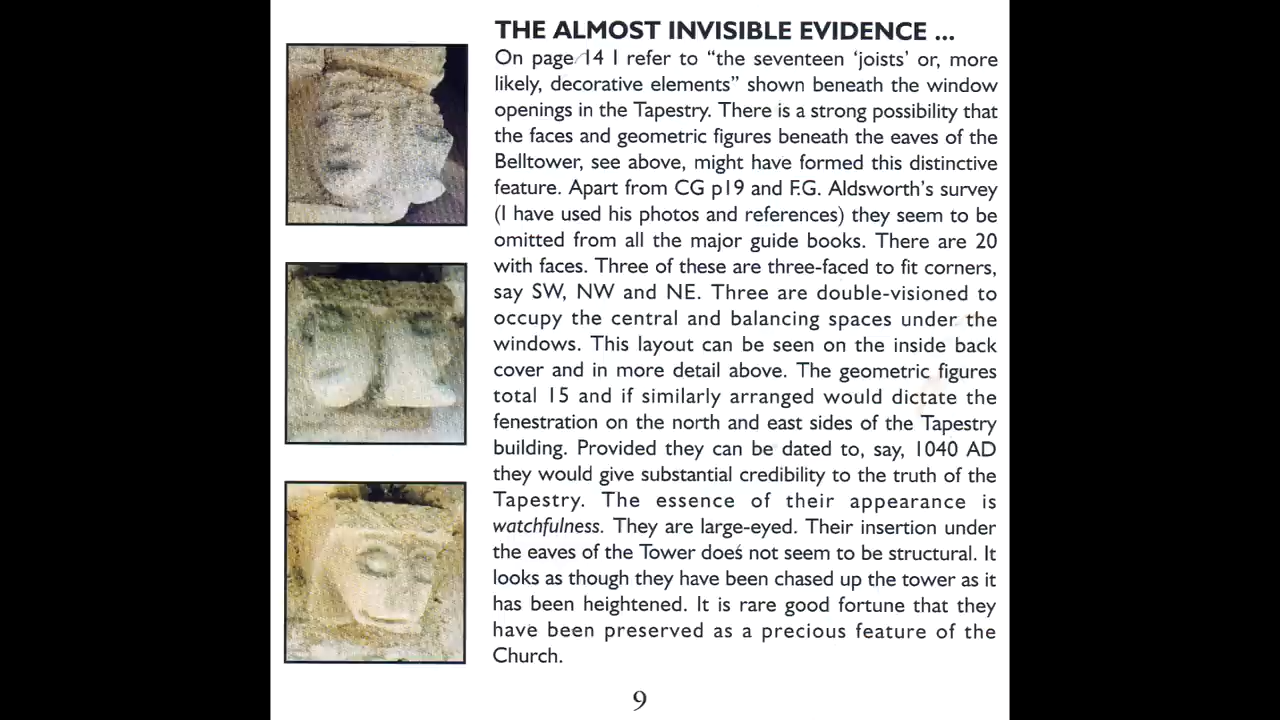 THE ALMOST INVISIBLE EVIDENCE ...
On page 14 I refer to “the seventeen ‘joists’ or, more
likely, decorative elements” shown beneath the window
openings in the Tapestry. There is a strong possibility that
the faces and geometric figures beneath the eaves of the
Belltower, see above, might have formed this distinctive
feature. Apart from CG p19 and F.G. Aldsworth’s survey
(I have used his photos and references) they seem to be
omitted from all the major guide books. There are 20
with faces. Three of these are three-faced to fit corners,
say SW, NW and NE. Three are double-visioned to
occupy the central and balancing spaces under the
windows. This layout can be seen on the inside back
cover and in more detail above. The geometric figures
total 15 and if similarly arranged would dictate the
fenestration on the north and east sides of the Tapestry
building. Provided they can be dated to, say, 1040 AD
they would give substantial credibility to the truth of the
Tapestry. The essence of their appearance is
watchfulness. They are large-eyed. Their insertion under
the eaves of the Tower does not seem to be structural. It
looks as though they have been chased up the tower as it
has been heightened. It is rare good fortune that they
have been preserved as a precious feature of the
Church.
9